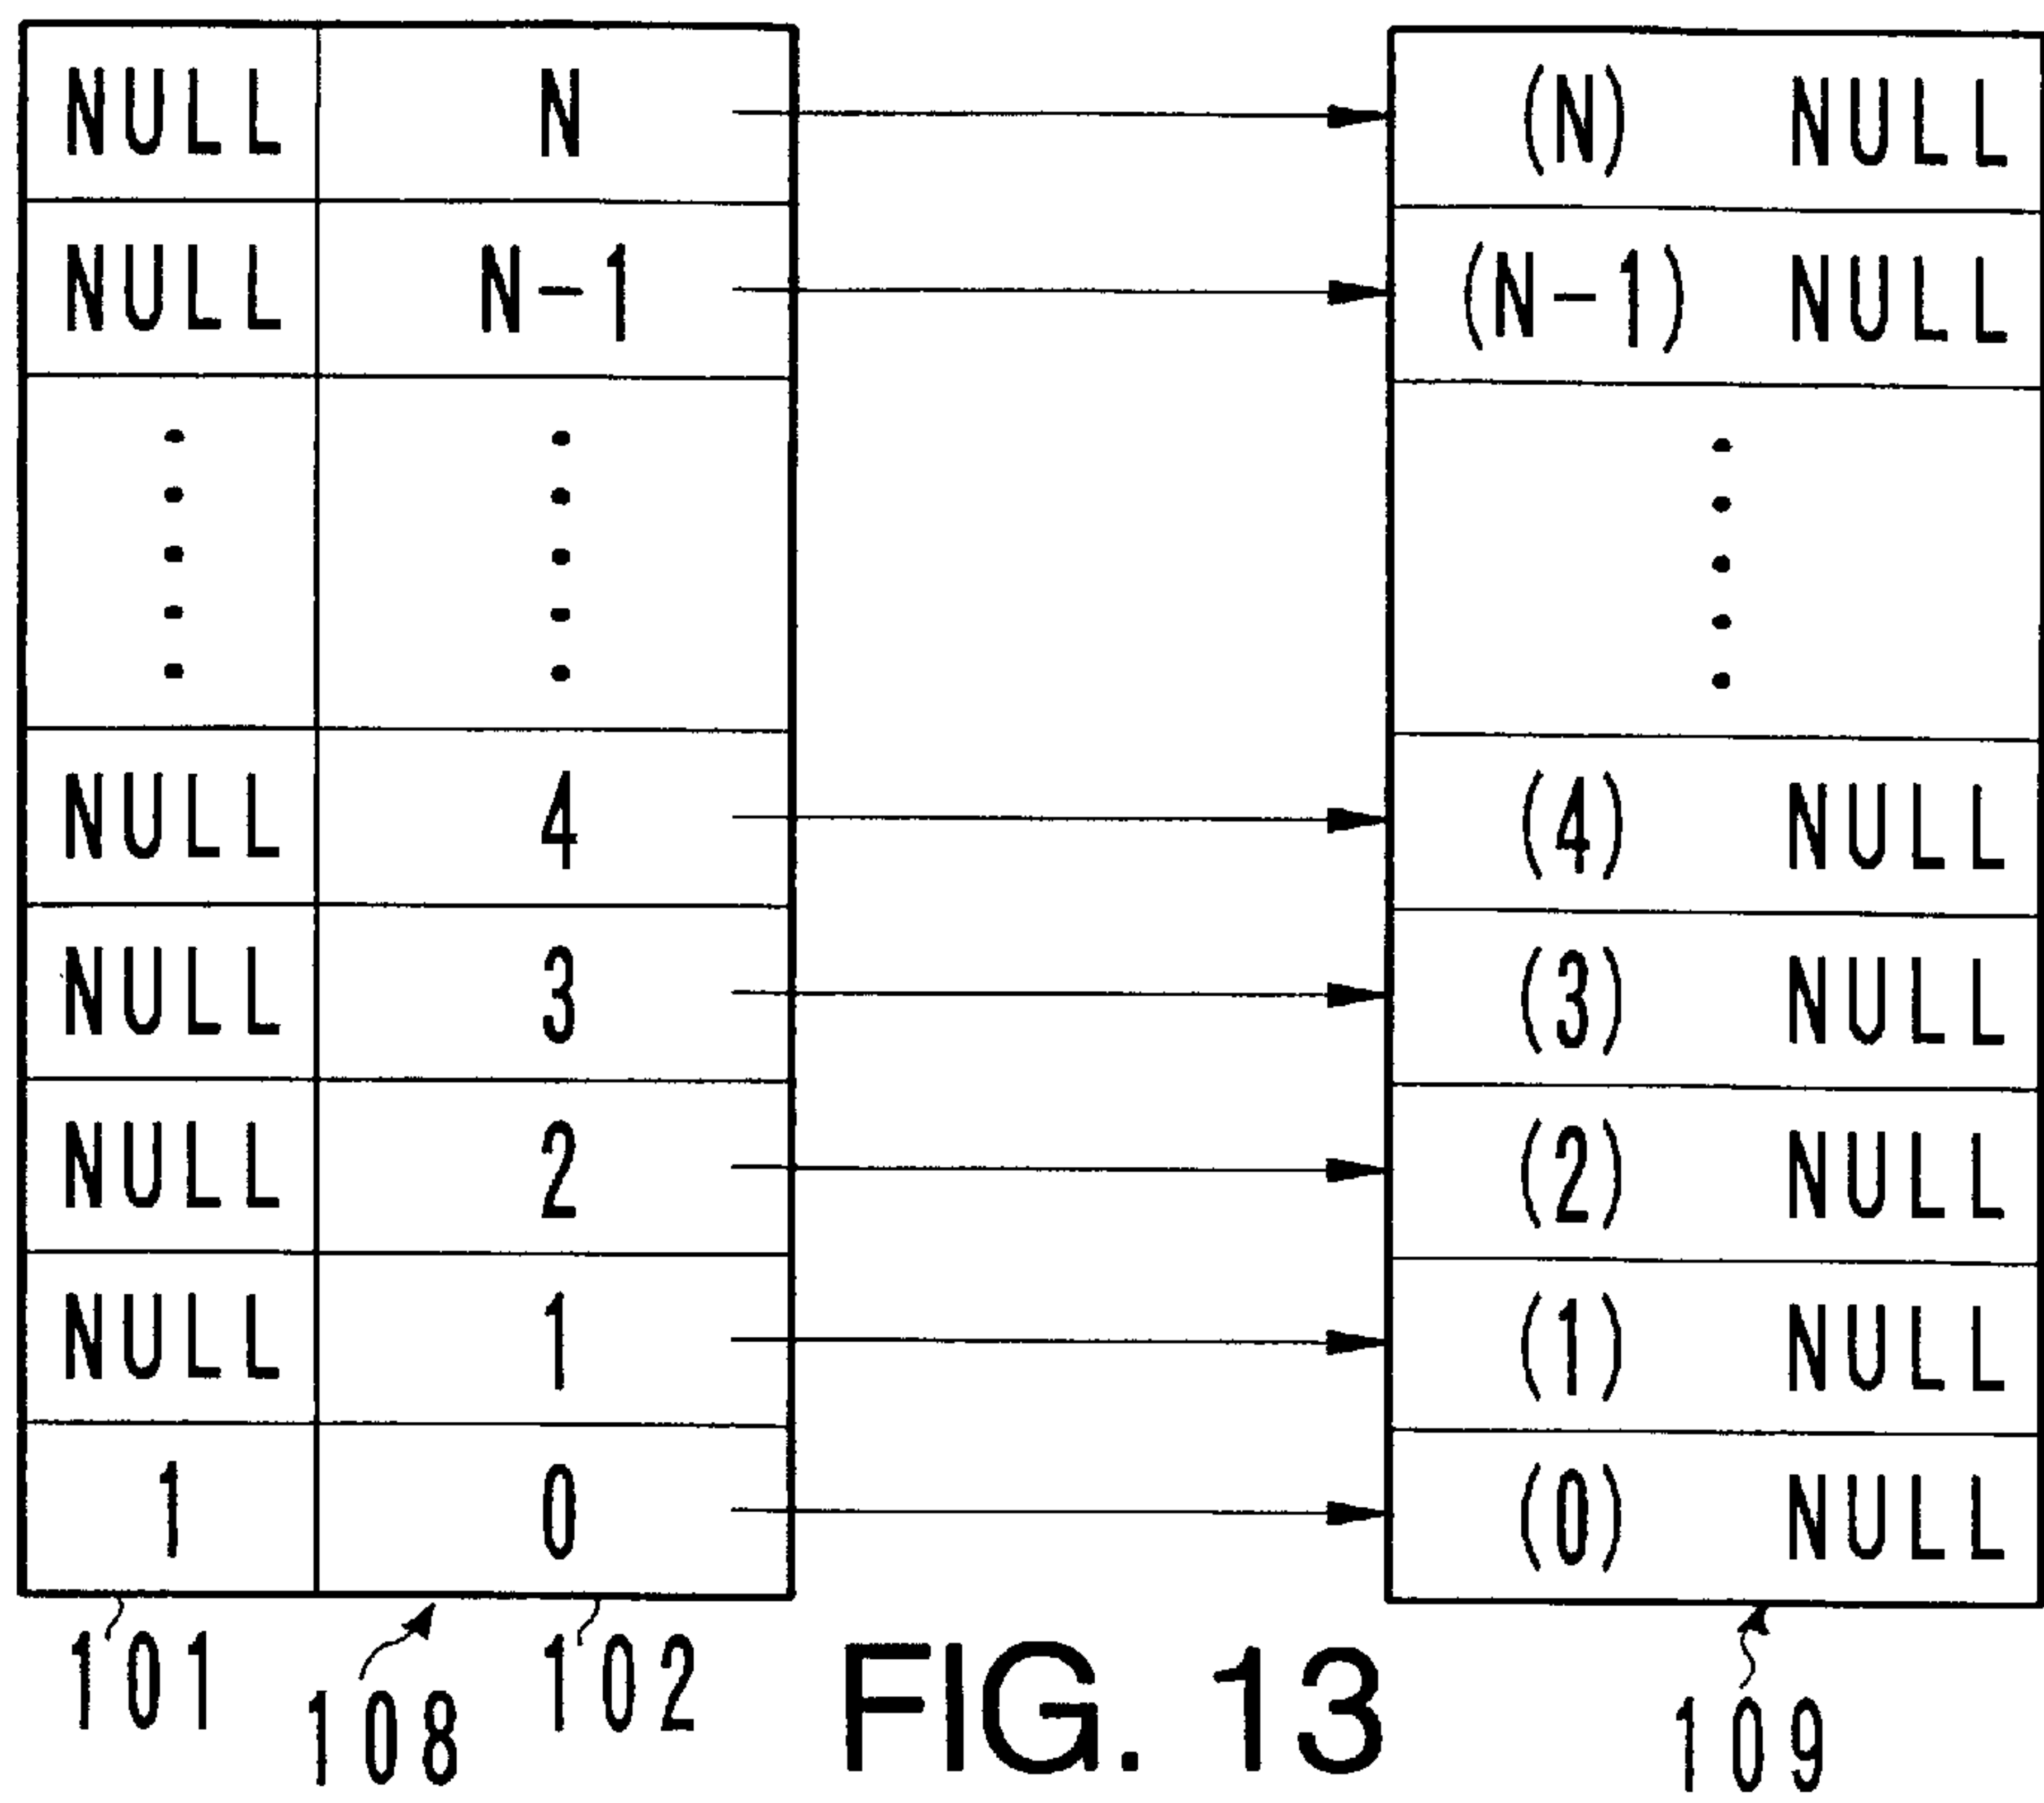 NULL N (N) NULL
NULL N-1 (N-1) NULL
NULL 4 (4) NULL
NULL 3 (3) NULL
NULL 2 (2) NULL
NULL 1 (1) NULL
1 0 (0) NULL
101 108 102 FIG. 13 109